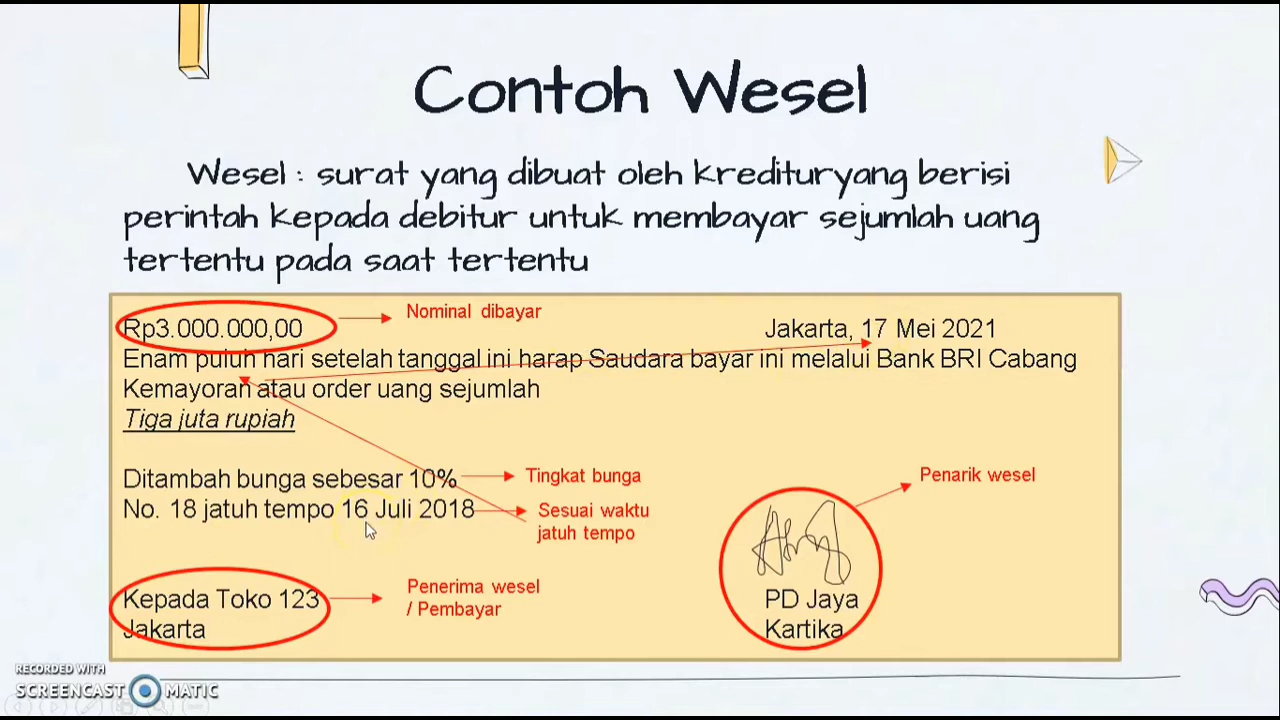 Contoh Wesel
Wesel : surat yang dibuat oleh kredituryang berisi
perintah kepada debitur untuk membayar sejumlah uang
tertentu pada saat tertentu
Rp3.000.000,00
Nominal dibayar
Jakarta, 17 Mei 2021
Enam puluh hari setelah tanggal ini harap Saudara bayar ini melalui Bank BRI Cabang
Kemayoran atau order uang sejumlah
Tiga juta rupiah
Ditambah bunga sebesar 10%
Tingkat bunga
Penarik wesel
No. 18 jatuh tempo 16 Juli 2018
Sesuai waktu
jatuh tempo
Kepada Toko 123
Jakarta
Penerima wesel
/ Pembayar
PD Jaya
Kartika
RECORDED WITH
SCREENCAST MATIC